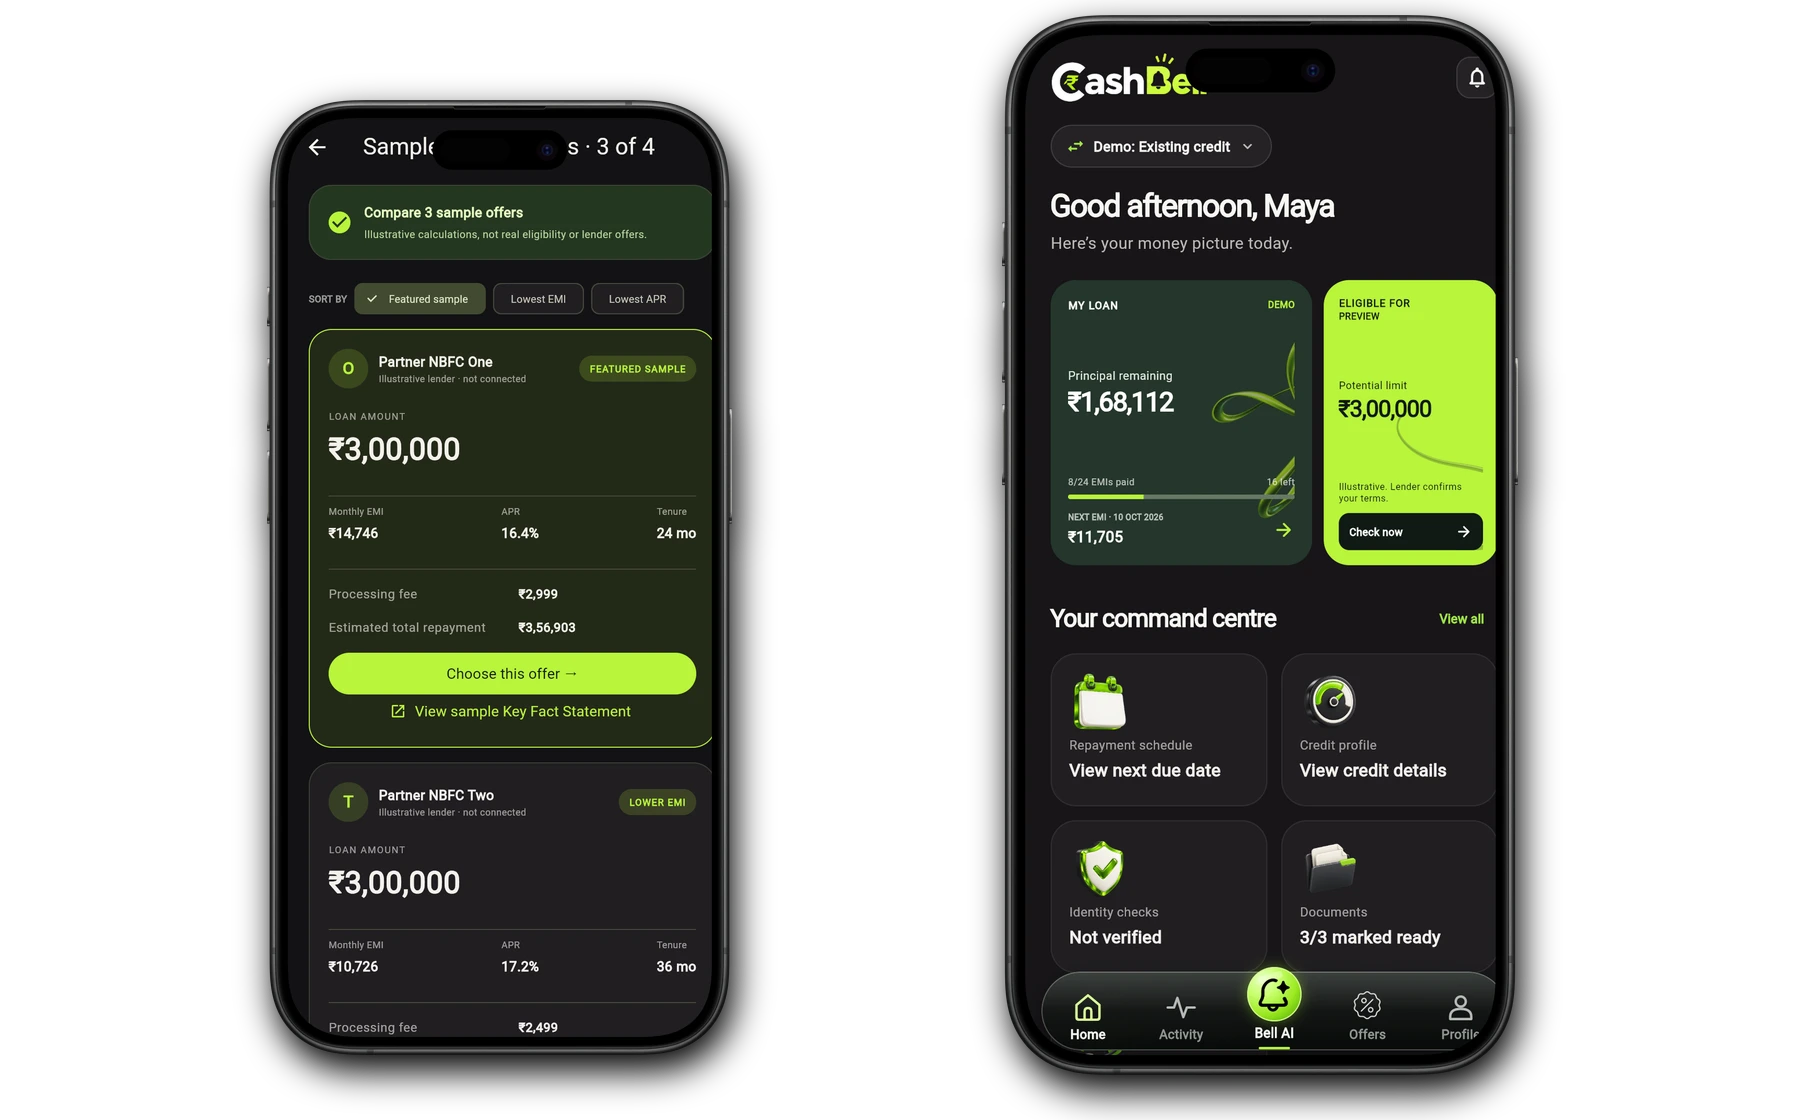 Sample s · 3 of 4
Compare 3 sample offers
Illustrative calculations, not real eligibility or lender offers.
SORT BY
Featured sample
Lowest EMI
Lowest APR
O
Partner NBFC One
Illustrative lender · not connected
FEATURED SAMPLE
LOAN AMOUNT
₹3,00,000
Monthly EMI
APR
Tenure
₹14,746
16.4%
24 mo
Processing fee
₹2,999
Estimated total repayment
₹3,56,903
Choose this offer →
View sample Key Fact Statement
T
Partner NBFC Two
Illustrative lender · not connected
LOWER EMI
LOAN AMOUNT
₹3,00,000
Monthly EMI
APR
Tenure
₹10,726
17.2%
36 mo
Processing fee
₹2,499
CashBell
Demo: Existing credit
Good afternoon, Maya
Here's your money picture today.
MY LOAN
DEMO
Principal remaining
₹1,68,112
8/24 EMIs paid
16 left
NEXT EMI · 10 OCT 2026
₹11,705
ELIGIBLE FOR
PREVIEW
Potential limit
₹3,00,000
Illustrative. Lender confirms
your terms.
Check now
Your command centre
View all
Repayment schedule
View next due date
Credit profile
View credit details
Identity checks
Not verified
Documents
3/3 marked ready
Home
Activity
Bell AI
Offers
Profile